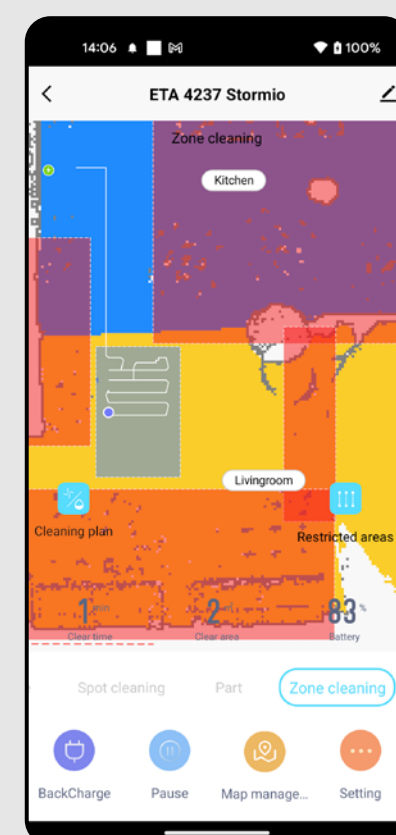 14:06 100%
ETA 4237 Stormio
Zone cleaning
Kitchen
Livingroom
Cleaning plan
Restricted areas
1 min 2 83 %
Clear time Clear area Battery
Spot cleaning Part Zone cleaning
BackCharge Pause Map manage... Setting